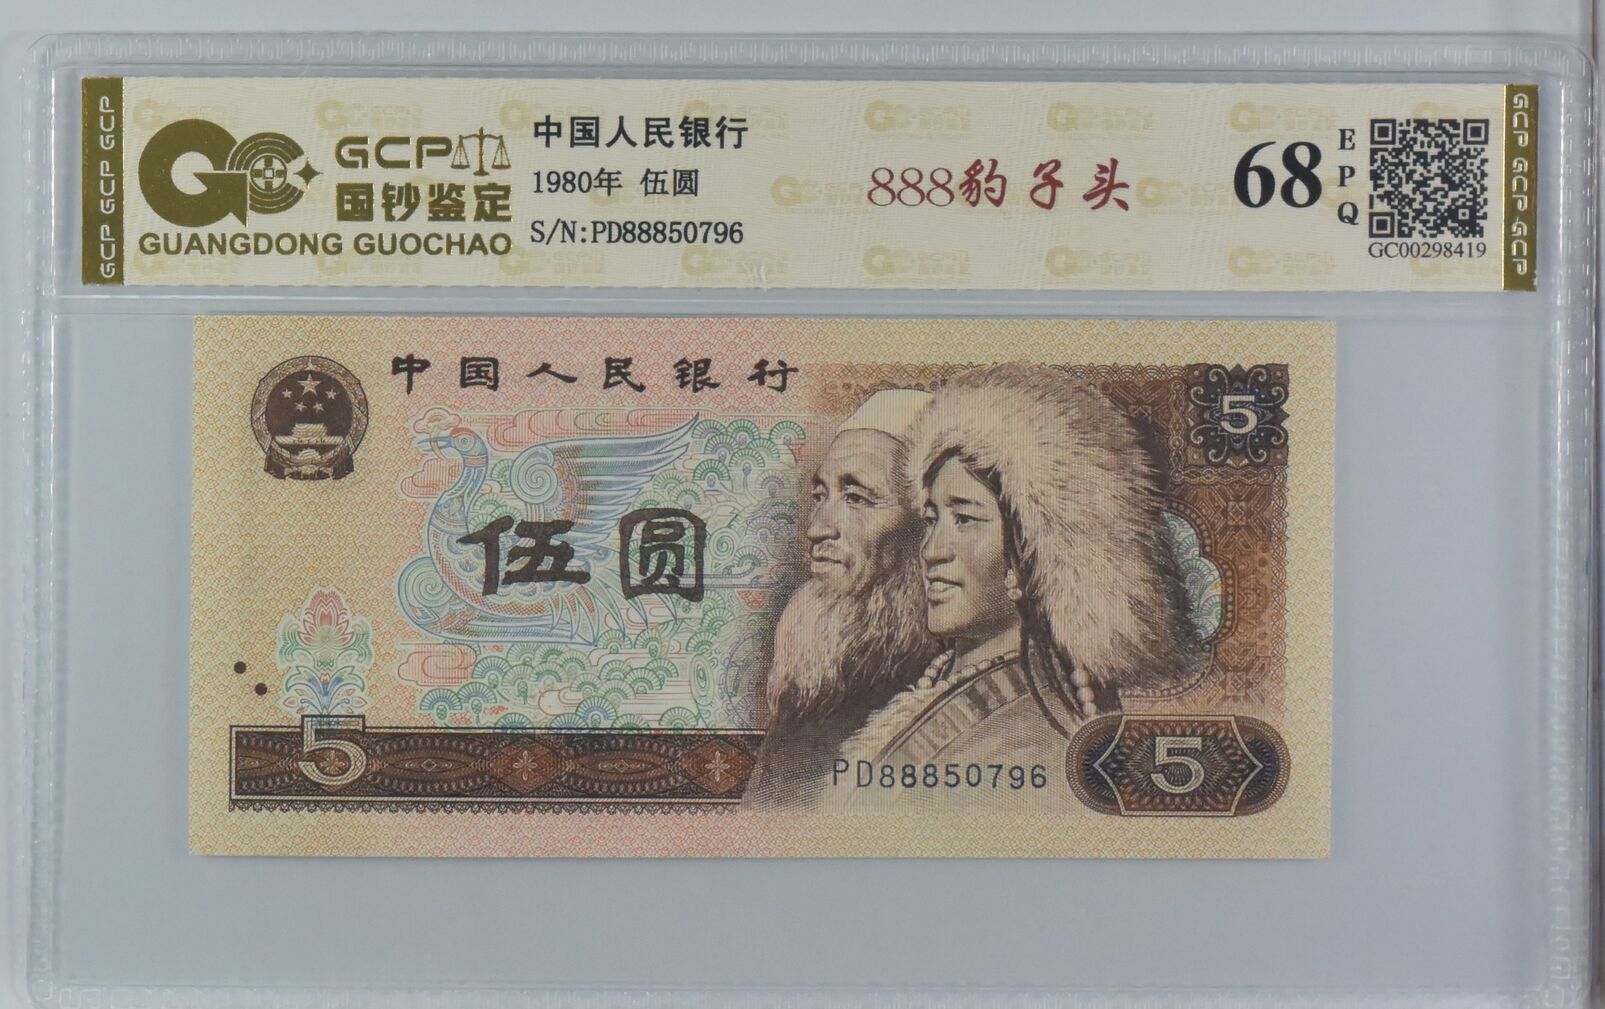 GCP GCP GCP
GCP
国钞鉴定
GUANGDONG GUOCHAO
中国人民银行
1980年 伍圆
S/N:PD88850796
888豹子头
68
EPQ
GC00298419
GCP GCP GCP
中国人民银行
5
伍圆
5
PD88850796
5